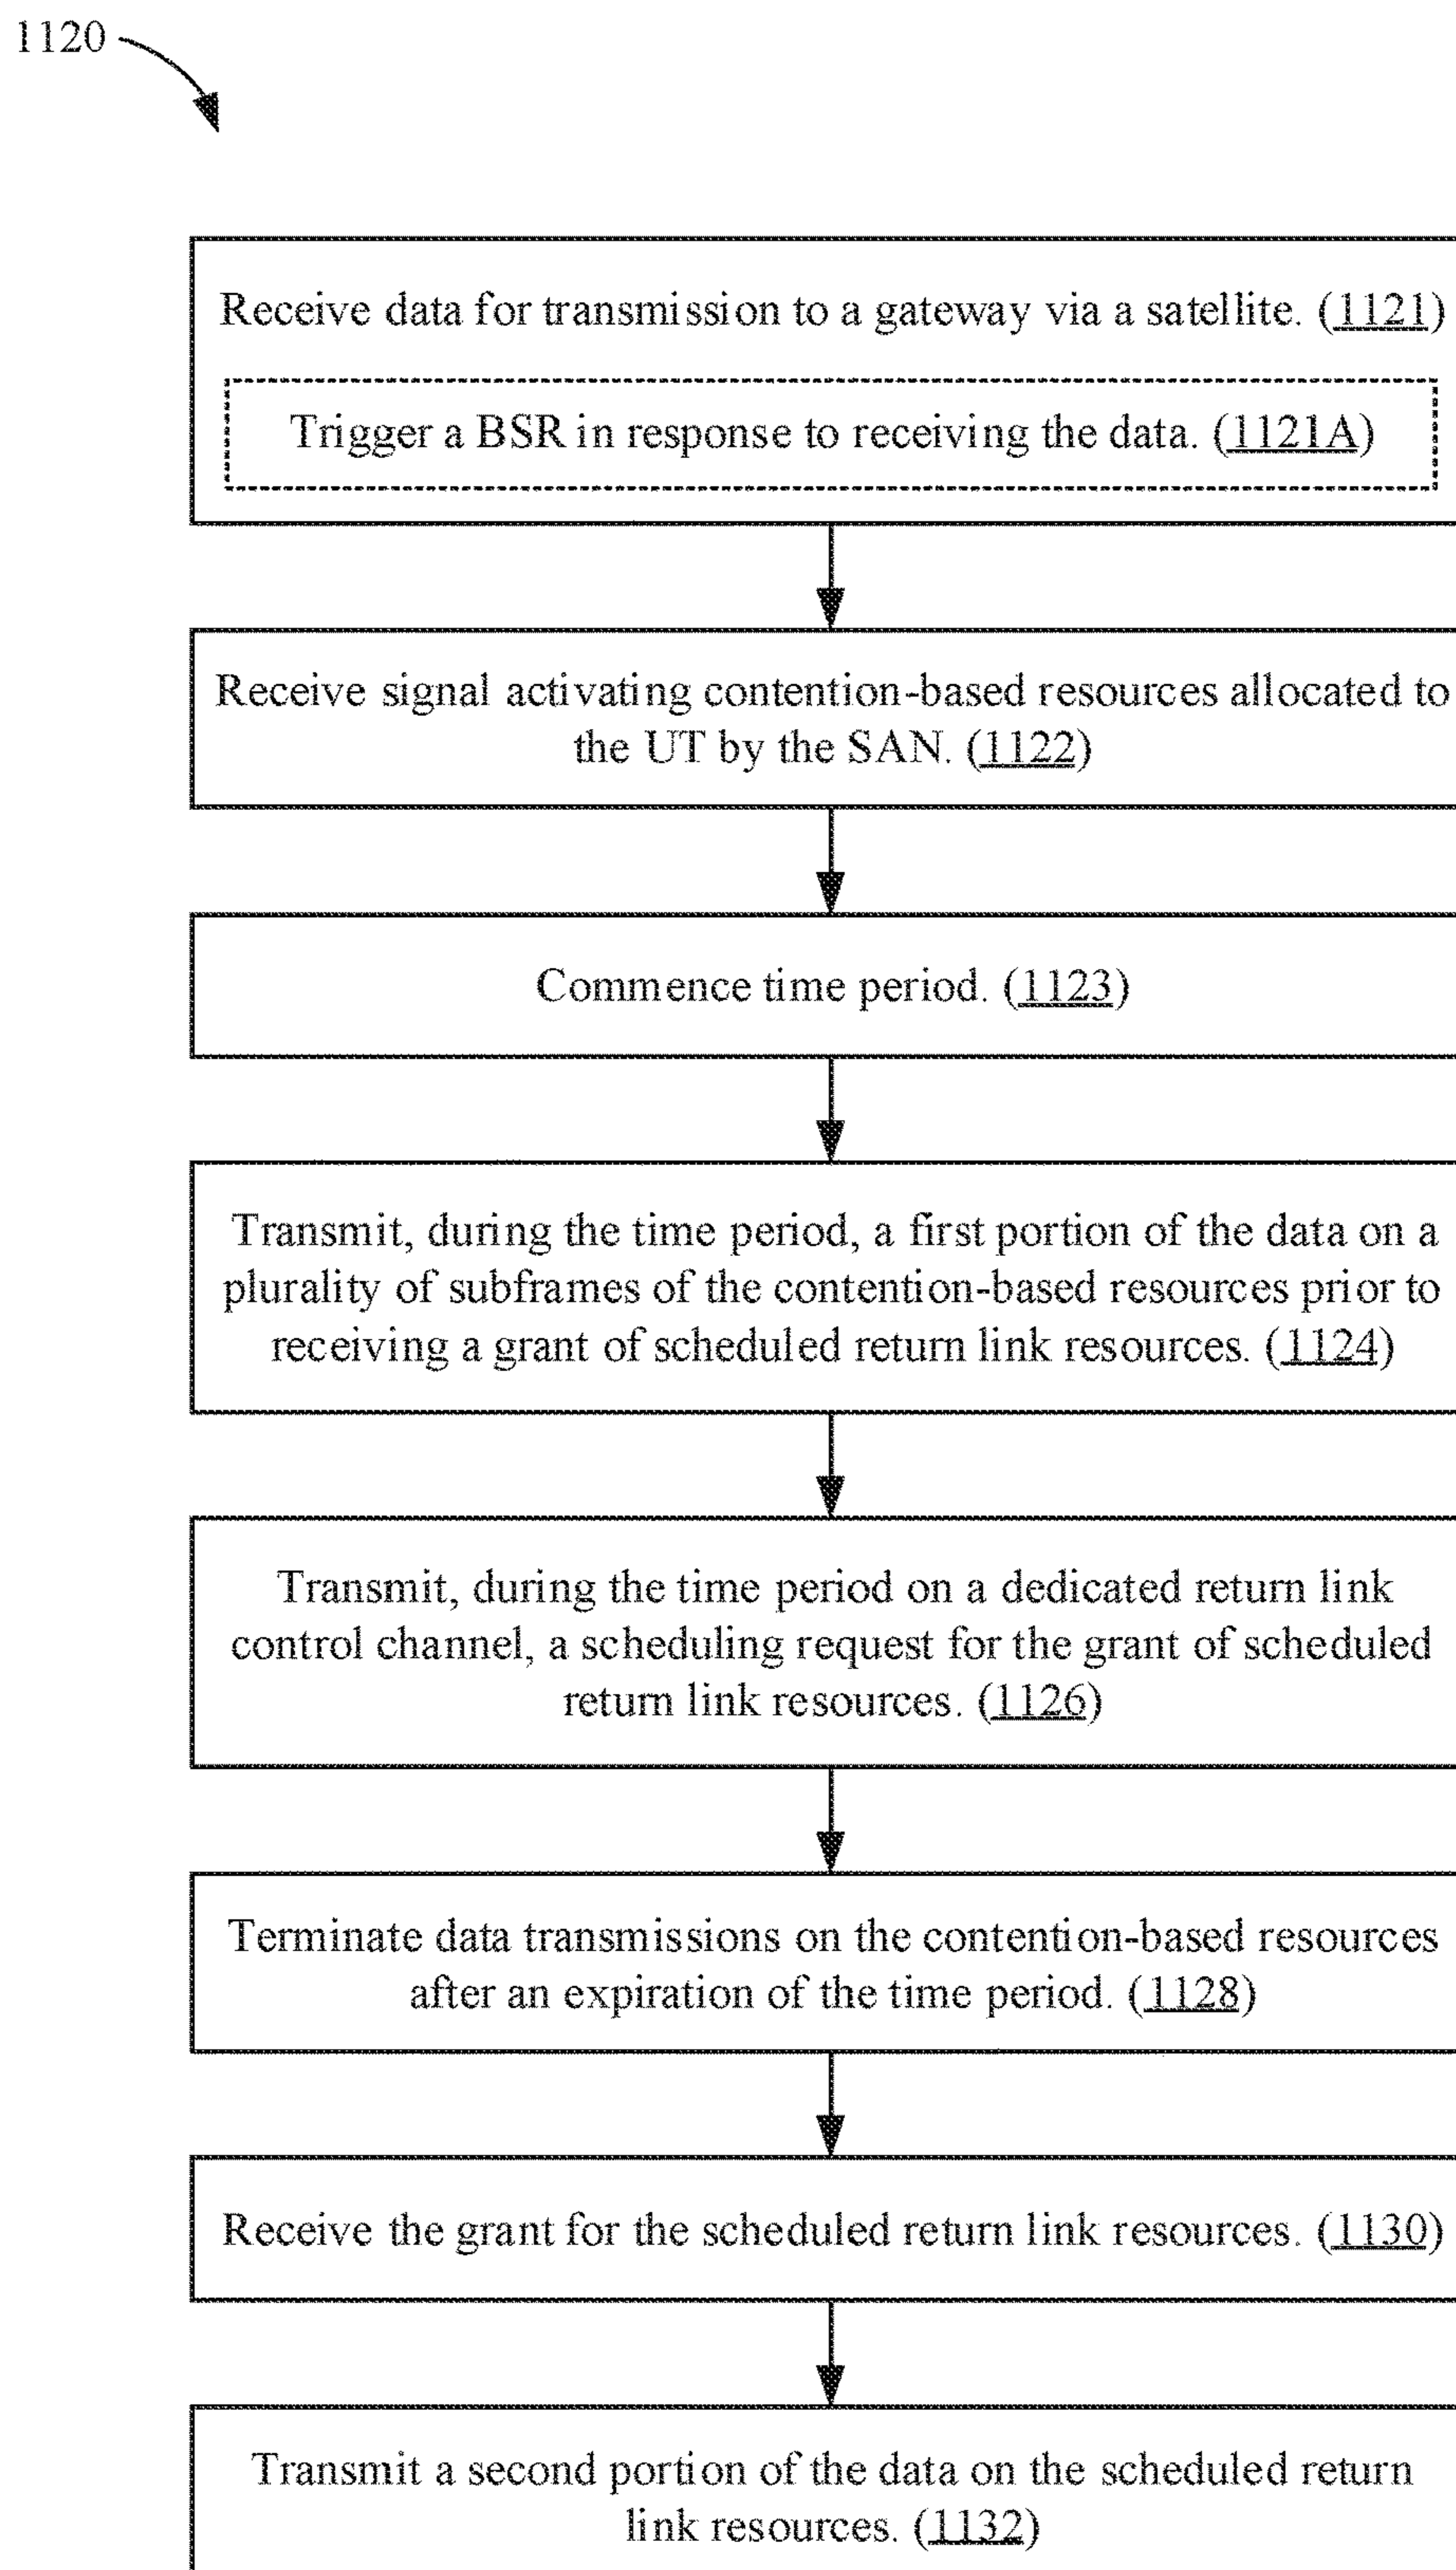 1120
Receive data for transmission to a gateway via a satellite. (1121)
Trigger a BSR in response to receiving the data. (1121A)
Receive signal activating contention-based resources allocated to
the UT by the SAN. (1122)
Commence time period. (1123)
Transmit, during the time period, a first portion of the data on a
plurality of subframes of the contention-based resources prior to
receiving a grant of scheduled return link resources. (1124)
Transmit, during the time period on a dedicated return link
control channel, a scheduling request for the grant of scheduled
return link resources. (1126)
Terminate data transmissions on the contention-based resources
after an expiration of the time period. (1128)
Receive the grant for the scheduled return link resources. (1130)
Transmit a second portion of the data on the scheduled return
link resources. (1132)